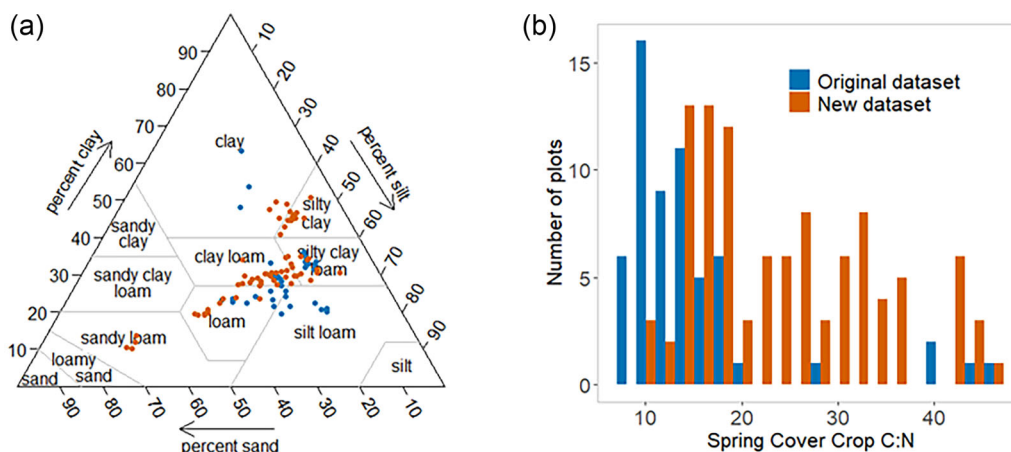 (a)
90
80
70
60
50
40
30
20
10
percent clay
10
20
30
40
50
60
70
80
90
percent silt
90
80
70
60
50
40
30
20
10
percent sand
clay
silty
clay
sandy
clay
clay loam
silty clay
loam
sandy clay
loam
loam
silt loam
sandy loam
loamy
sand
sand
silt
(b)
Original dataset
New dataset
Number of plots
15
10
5
0
10
20
30
40
Spring Cover Crop C:N